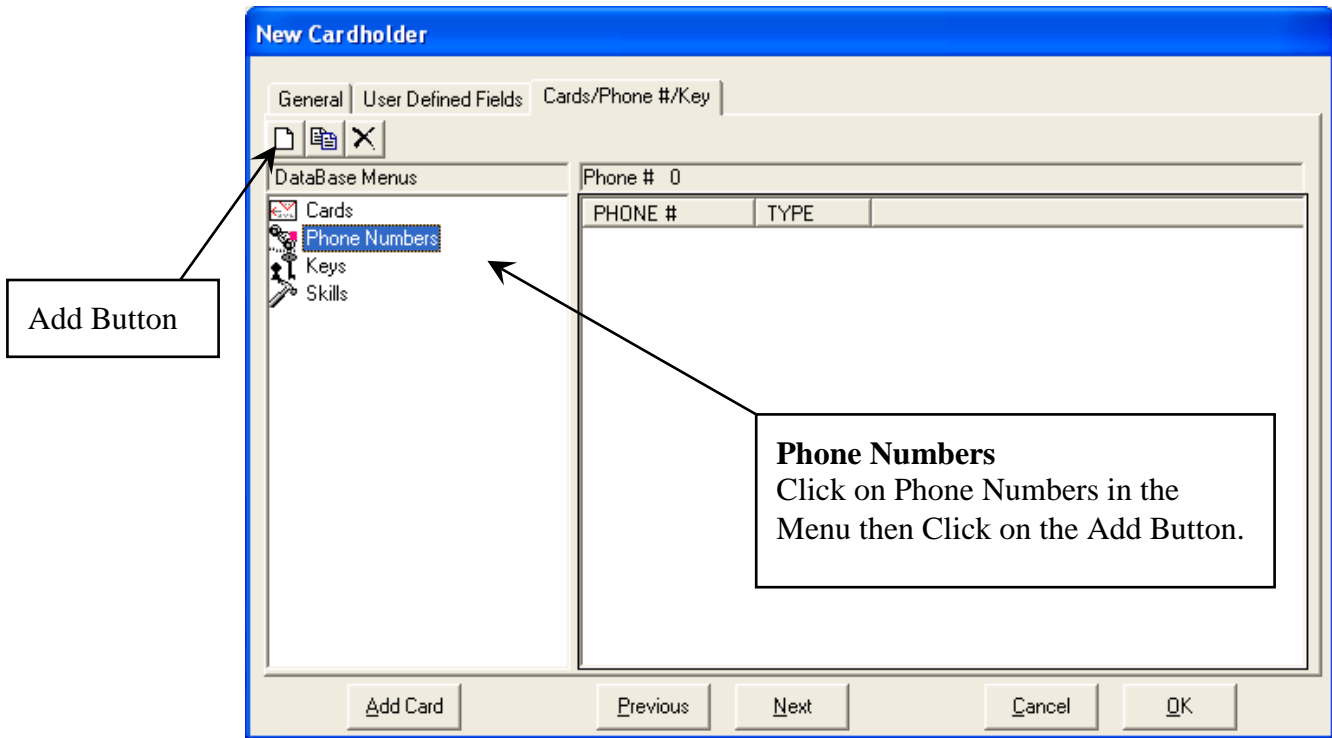 New Cardholder
General User Defined Fields Cards/Phone #/Key
DataBase Menus
Phone # 0
Cards
Phone Numbers
Keys
Skills
PHONE # TYPE
Add Button
Phone Numbers
Click on Phone Numbers in the
Menu then Click on the Add Button.
Add Card Previous Next Cancel OK